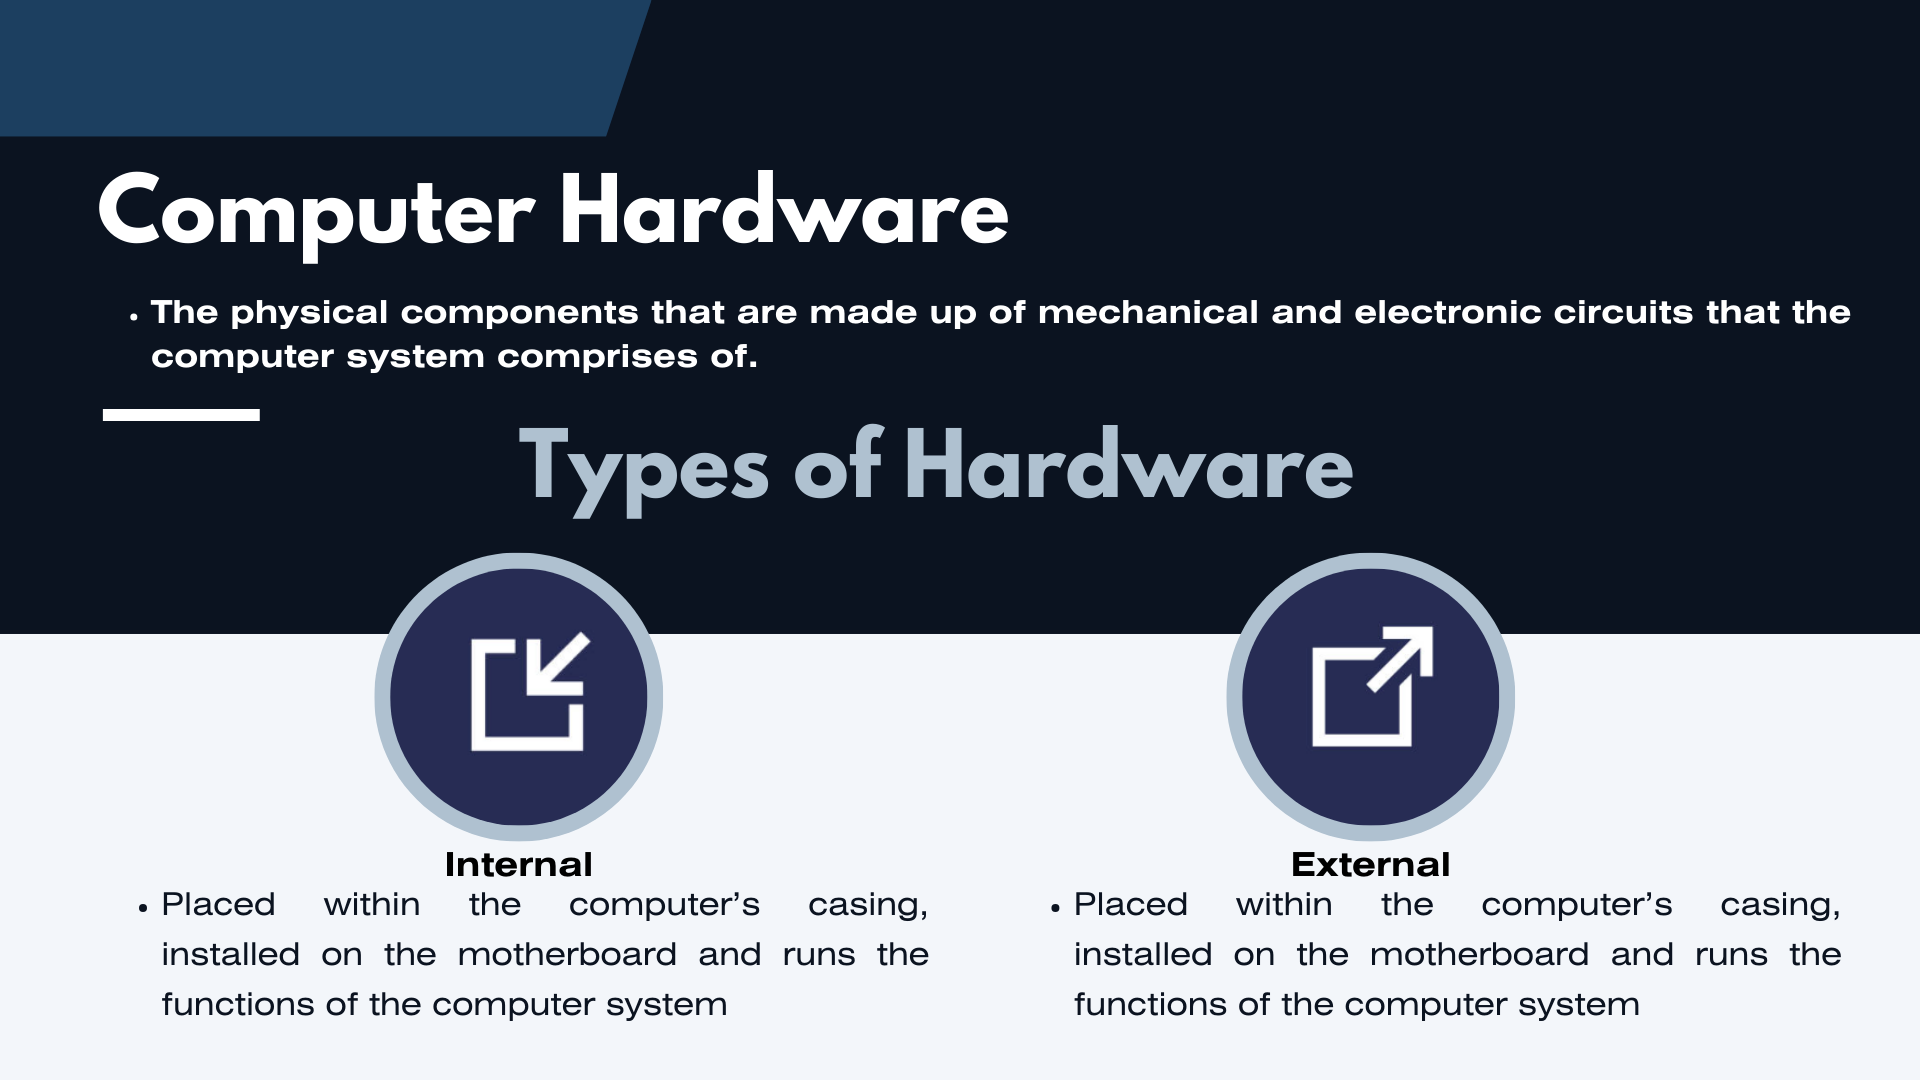 Computer Hardware
• The physical components that are made up of mechanical and electronic circuits that the
computer system comprises of.
Types of Hardware
Internal
• Placed within the computer’s casing,
installed on the motherboard and runs the
functions of the computer system
External
• Placed within the computer’s casing,
installed on the motherboard and runs the
functions of the computer system